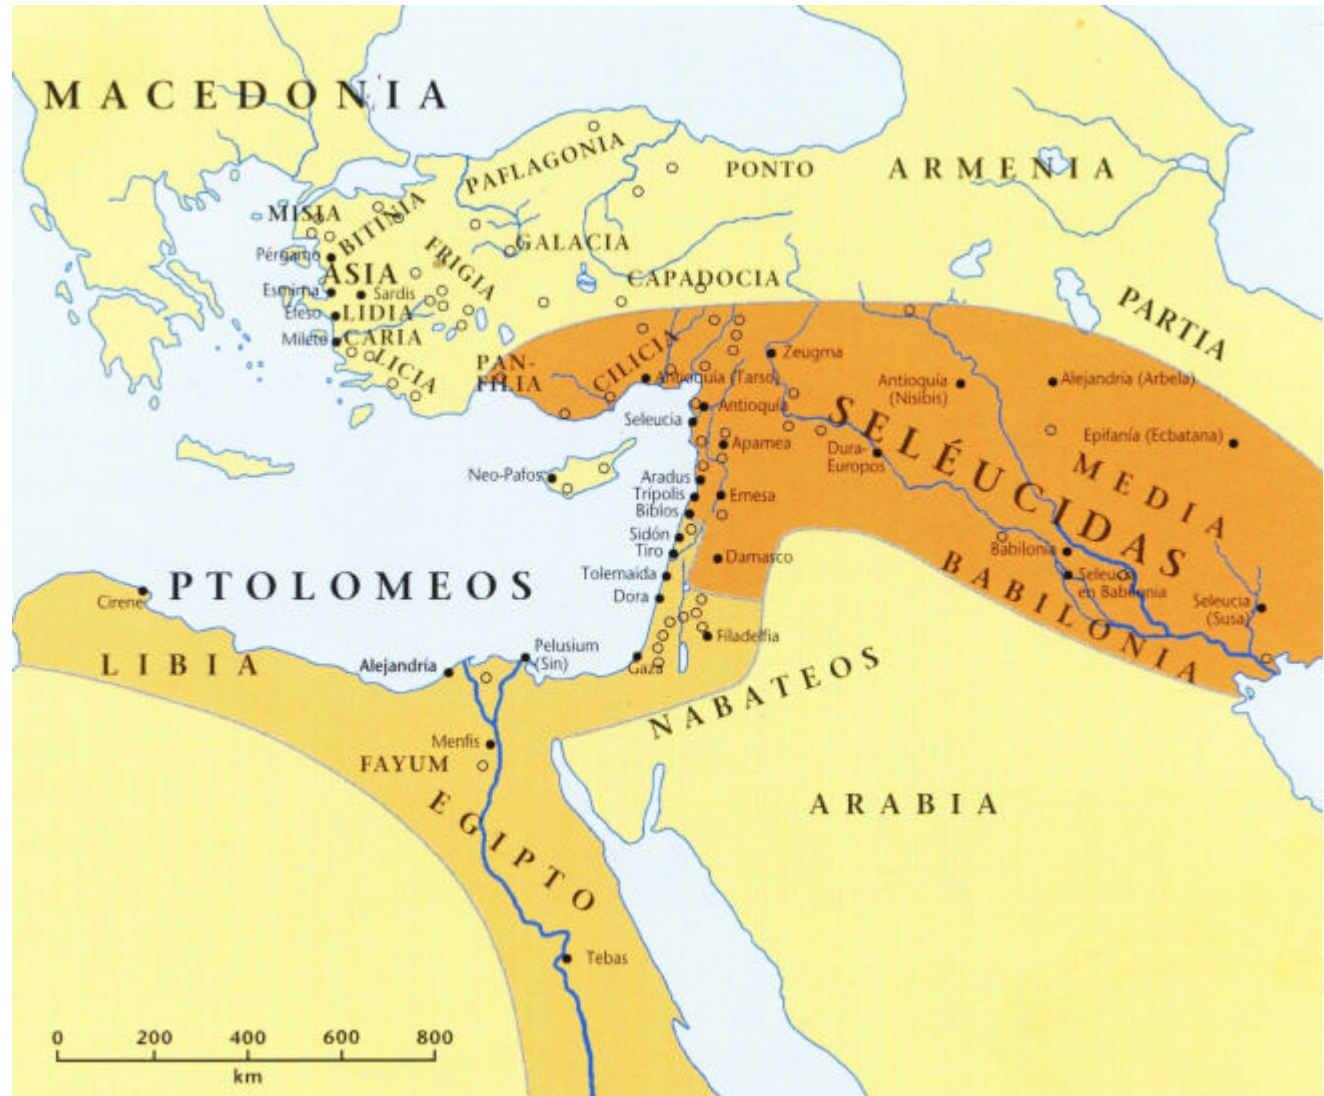 MACEDONIA
PAFLAGONIA
PONTO
ARMENIA
MISIA
BITINIA
Pérgamo
FRIGIA
GALACIA
ASIA
CAPADOCIA
Esmirna
Sardis
Éfeso
LIDIA
PARTIA
Mileto
CARIA
LICIA
PAN-
FILIA
CILICIA
Zeugma
Antioquía (Tarso)
Antioquía
(Nisibis)
Alejandría (Arbela)
Antioquía
Seleucia
SELÉUCIDAS
Apamea
Dura-
Europos
Epifanía (Ecbatana)
MEDIA
Neo-Pafos
Aradus
Trípolis
Biblos
Emesa
Sidón
Tiro
Damasco
Babilonia
BABILONIA
Tolemaida
Seleucia
en Babilonia
Dora
Seleucia
(Susa)
PTOLOMEOS
Cirene
Filadelfia
LIBIA
Alejandría
Pelusium
(Sin)
Gaza
NABATEOS
Menfis
FAYUM
EGIPTO
ARABIA
Tebas
0 200 400 600 800
km